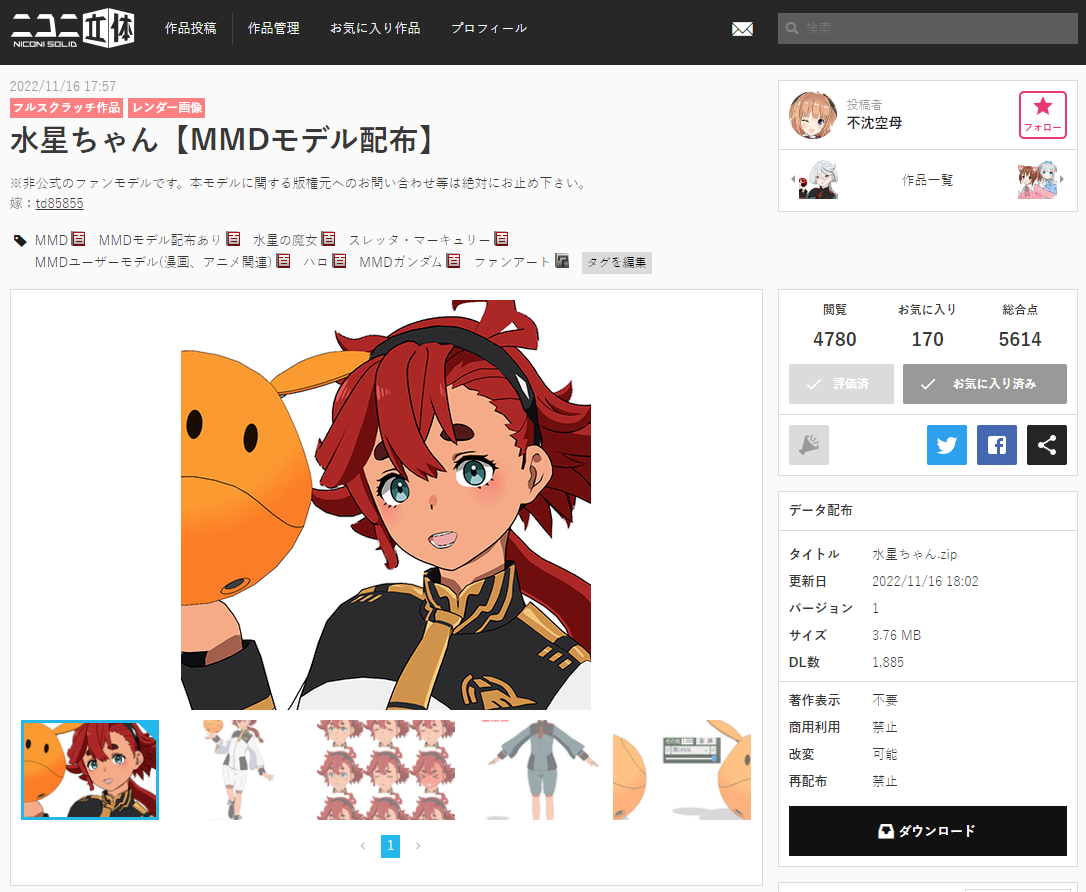 ニコニ立体
NICONI SOLID
作品投稿
作品管理
お気に入り作品
プロフィール
検索
2022/11/16 17:57
フルスクラッチ作品 レンダー画像
水星ちゃん【MMDモデル配布】
※非公式のファンモデルです。本モデルに関する版権元へのお問い合わせ等は絶対にお止め下さい。
嫁：td85855
MMD MMDモデル配布あり 水星の魔女 スレッタ・マーキュリー
MMDユーザーモデル(漫画、アニメ関連) ハロ MMDガンダム ファンアート タグを編集
< 1 >
投稿者
不沈空母
フォロー
作品一覧
閲覧 お気に入り 総合点
4780 170 5614
評価済 お気に入り済み
データ配布
タイトル 水星ちゃん.zip
更新日 2022/11/16 18:02
バージョン 1
サイズ 3.76 MB
DL数 1,885
著作表示 不要
商用利用 禁止
改変 可能
再配布 禁止
ダウンロード